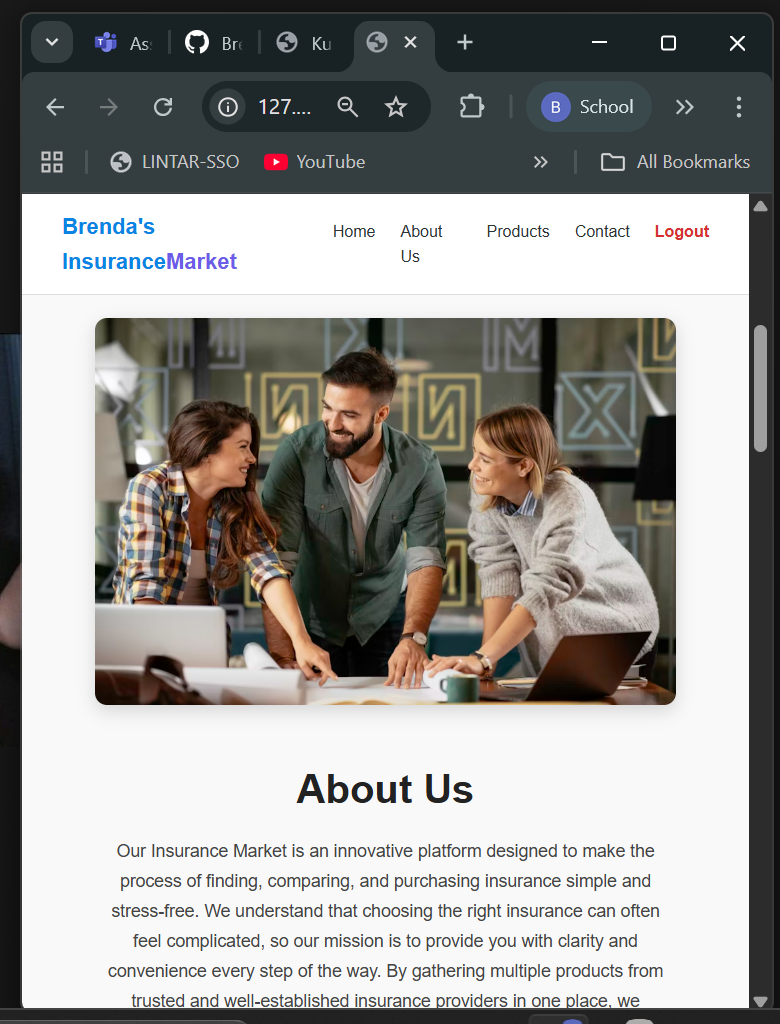 As
Bre
Ku
127....
B School
LINTAR-SSO
YouTube
All Bookmarks
Brenda's
InsuranceMarket
Home
About
Us
Products
Contact
Logout
About Us
Our Insurance Market is an innovative platform designed to make the
process of finding, comparing, and purchasing insurance simple and
stress-free. We understand that choosing the right insurance can often
feel complicated, so our mission is to provide you with clarity and
convenience every step of the way. By gathering multiple products from
trusted and well-established insurance providers in one place, we